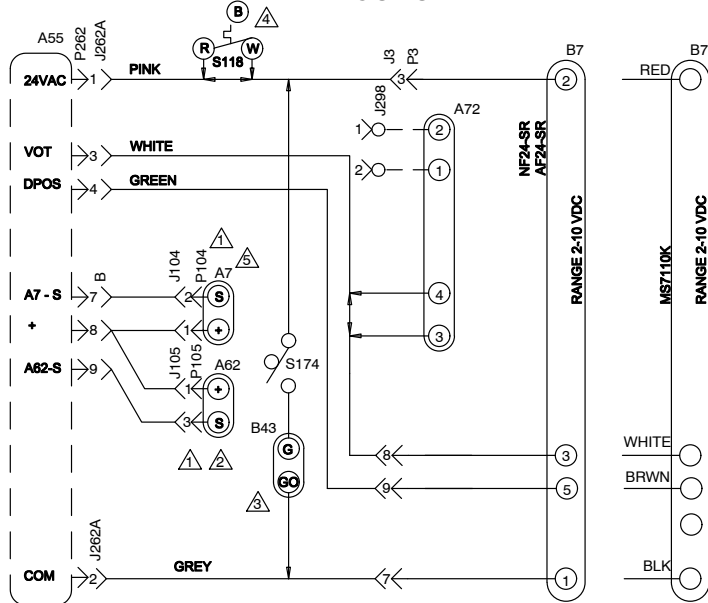 B
4
A55
P262
J262A
R
W
S118
J3
P3
B7
B7
24VAC
1
PINK
3
2
RED
J298
A72
1
2
2
1
NF24-SR
AF24-SR
VOT
3
WHITE
DPOS
4
GREEN
RANGE 2-10 VDC
MS7110K
RANGE 2-10 VDC
1
5
B
J104
P104
A7
A7 - S
7
2
S
4
+
8
1
+
3
J105
P105
A62
S174
A62-S
9
1
+
3
S
B43
1
2
G
8
3
WHITE
GO
9
5
BRWN
3
J262A
COM
2
GREY
7
1
BLK